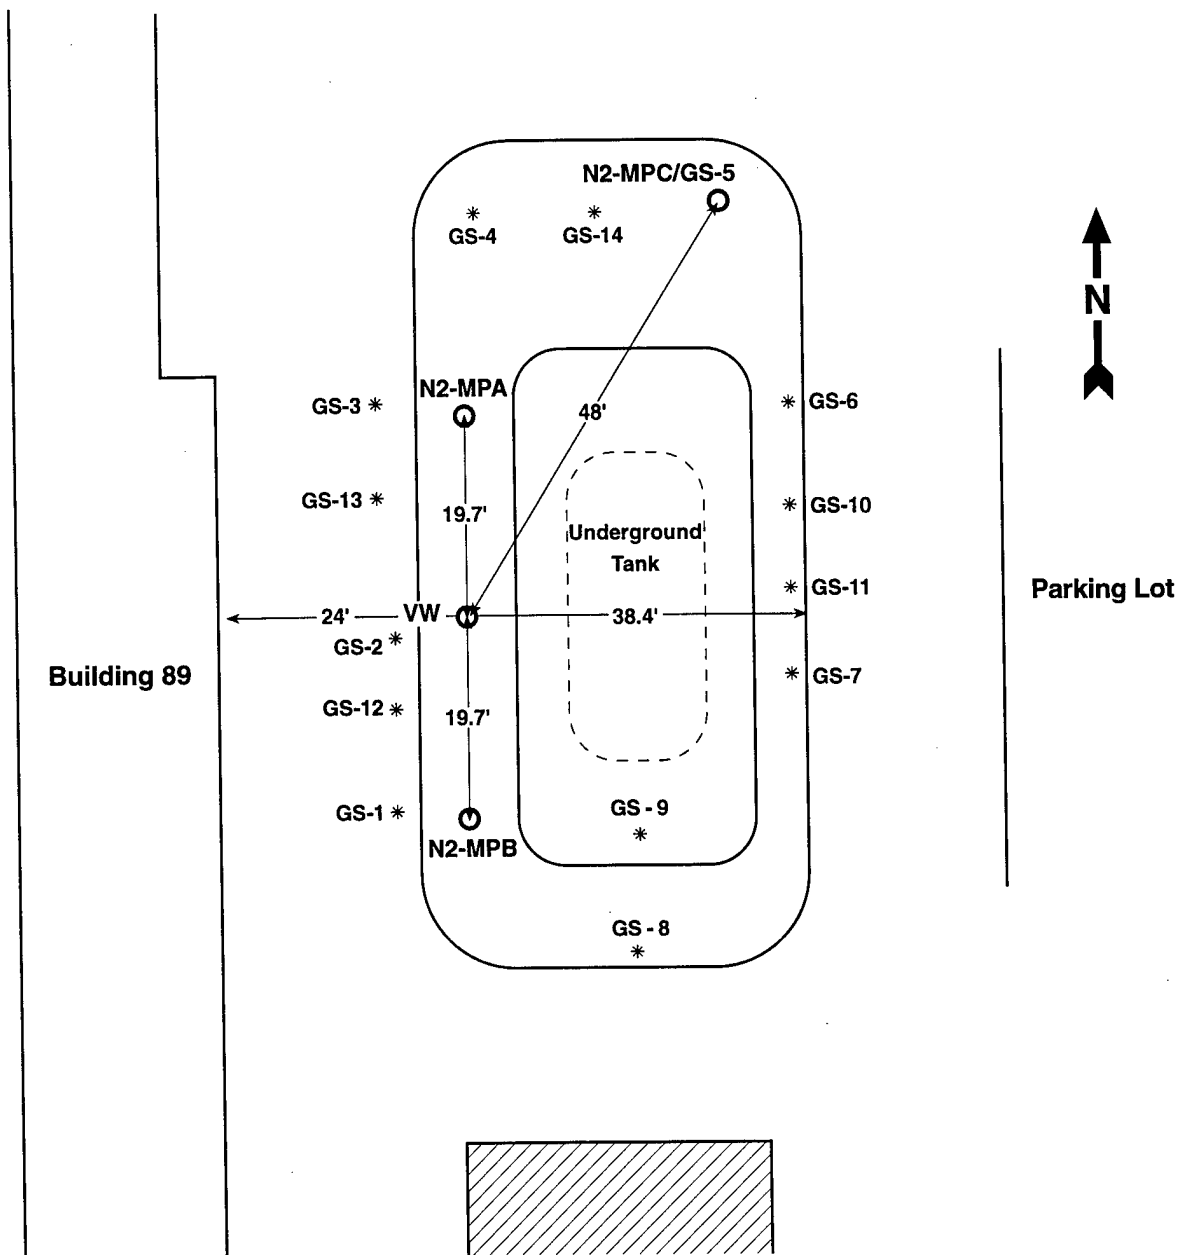 N2-MPC/GS-5
GS-4
GS-14
N
N2-MPA
GS-3
GS-6
48'
GS-13
GS-10
19.7'
Underground
Tank
GS-11
Parking Lot
24'
VW
38.4'
GS-2
Building 89
GS-7
GS-12
19.7'
GS-1
GS - 9
N2-MPB
GS - 8